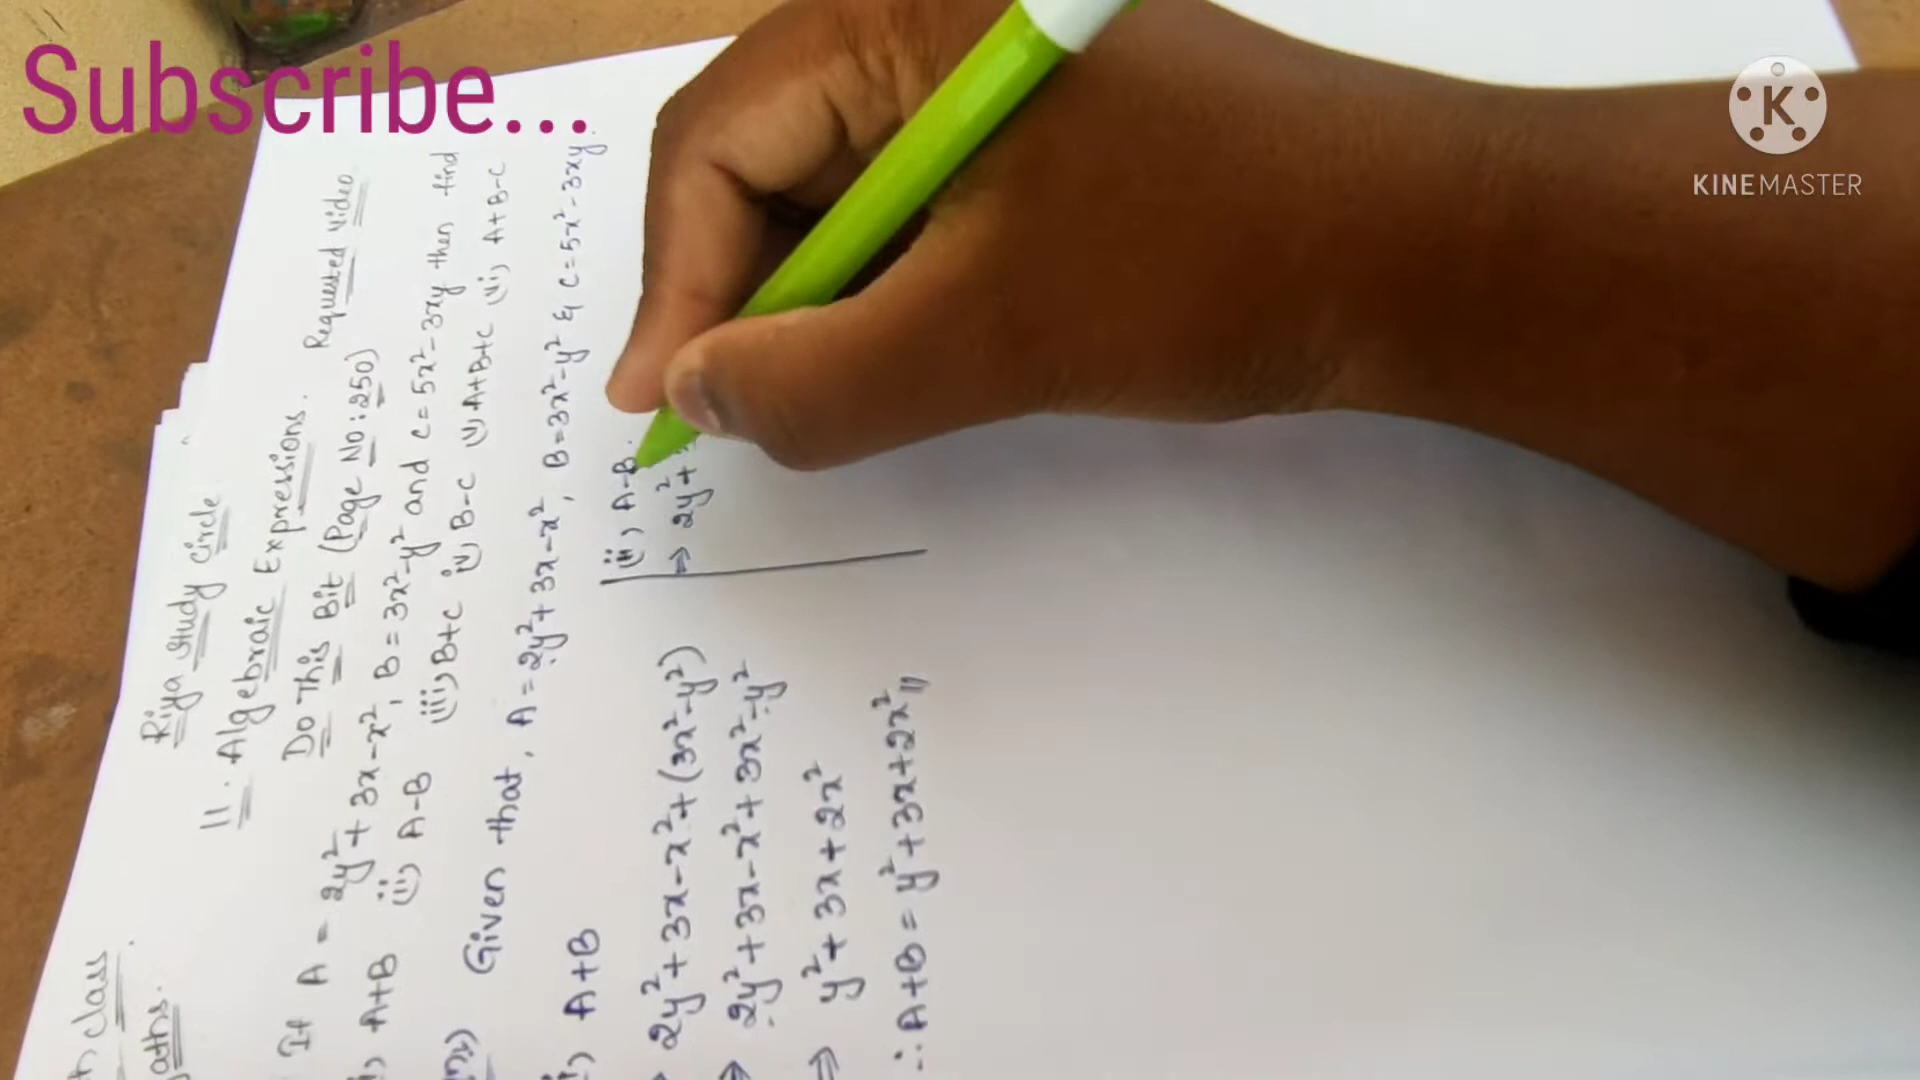 Subscribe...
KINEMASTER
class
Riya study circle
11. Algebraic Expressions. Requested video.
Do This Bit (Page No: 250)
If A = 2y²+3x-x², B=3x²-y² and c=5x²-3xy then find
i) A+B (ii) A-B (iii) B+c iv) B-c (v) A+B+c (vi) A+B-c
Given that, A=2y²+3x-x², B=3x²-y² & c=5x²-3xy.
i) A+B
2y²+3x-x²+(3x²-y²)
⇒ 2y²+3x-x²+3x²-y²
⇒ y²+3x+2x²
∴ A+B = y²+3x+2x² //
(ii) A-B.
⇒ 2y²+